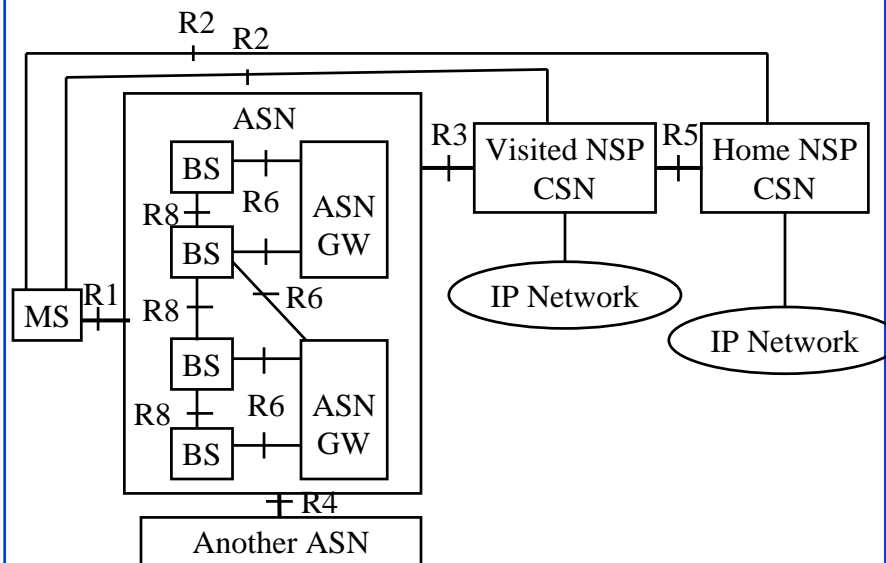 R2
R2
ASN
R3
Visited NSP
CSN
R5
Home NSP
CSN
BS
R6
ASN
GW
R8
BS
IP Network
R1
MS
R8
R6
IP Network
BS
R6
ASN
GW
R8
BS
R4
Another ASN